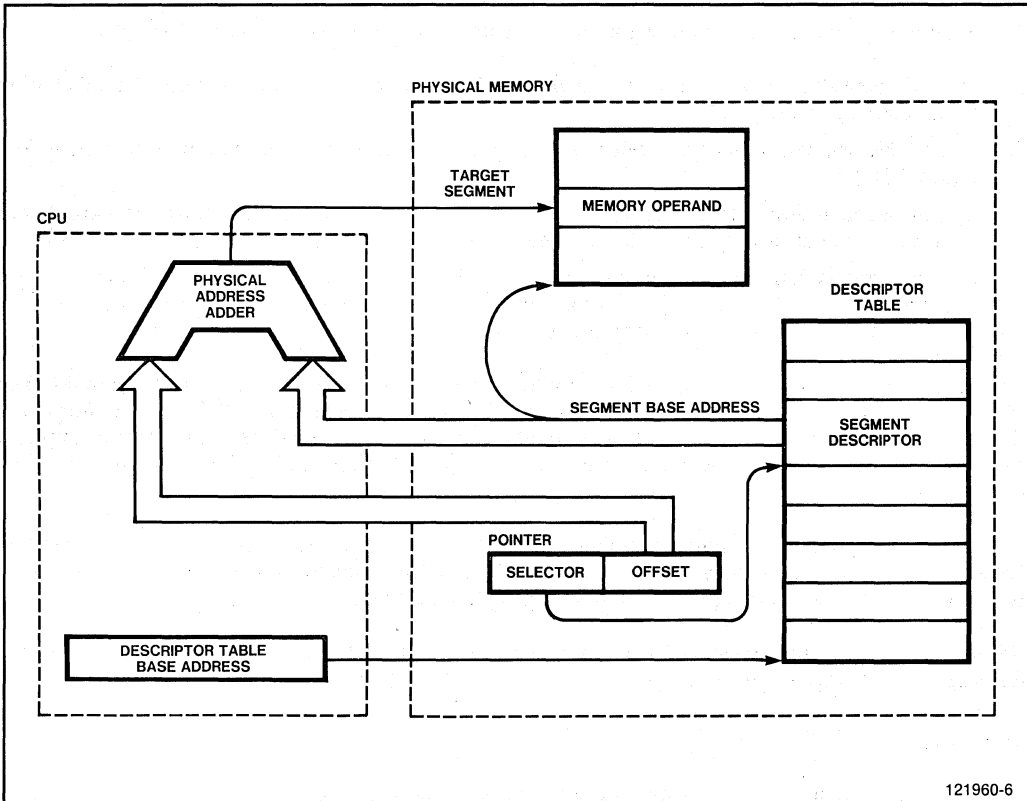 PHYSICAL MEMORY
TARGET
SEGMENT
MEMORY OPERAND
CPU
PHYSICAL
ADDRESS
ADDER
DESCRIPTOR
TABLE
SEGMENT BASE ADDRESS
SEGMENT
DESCRIPTOR
POINTER
SELECTOR
OFFSET
DESCRIPTOR TABLE
BASE ADDRESS
121960-6